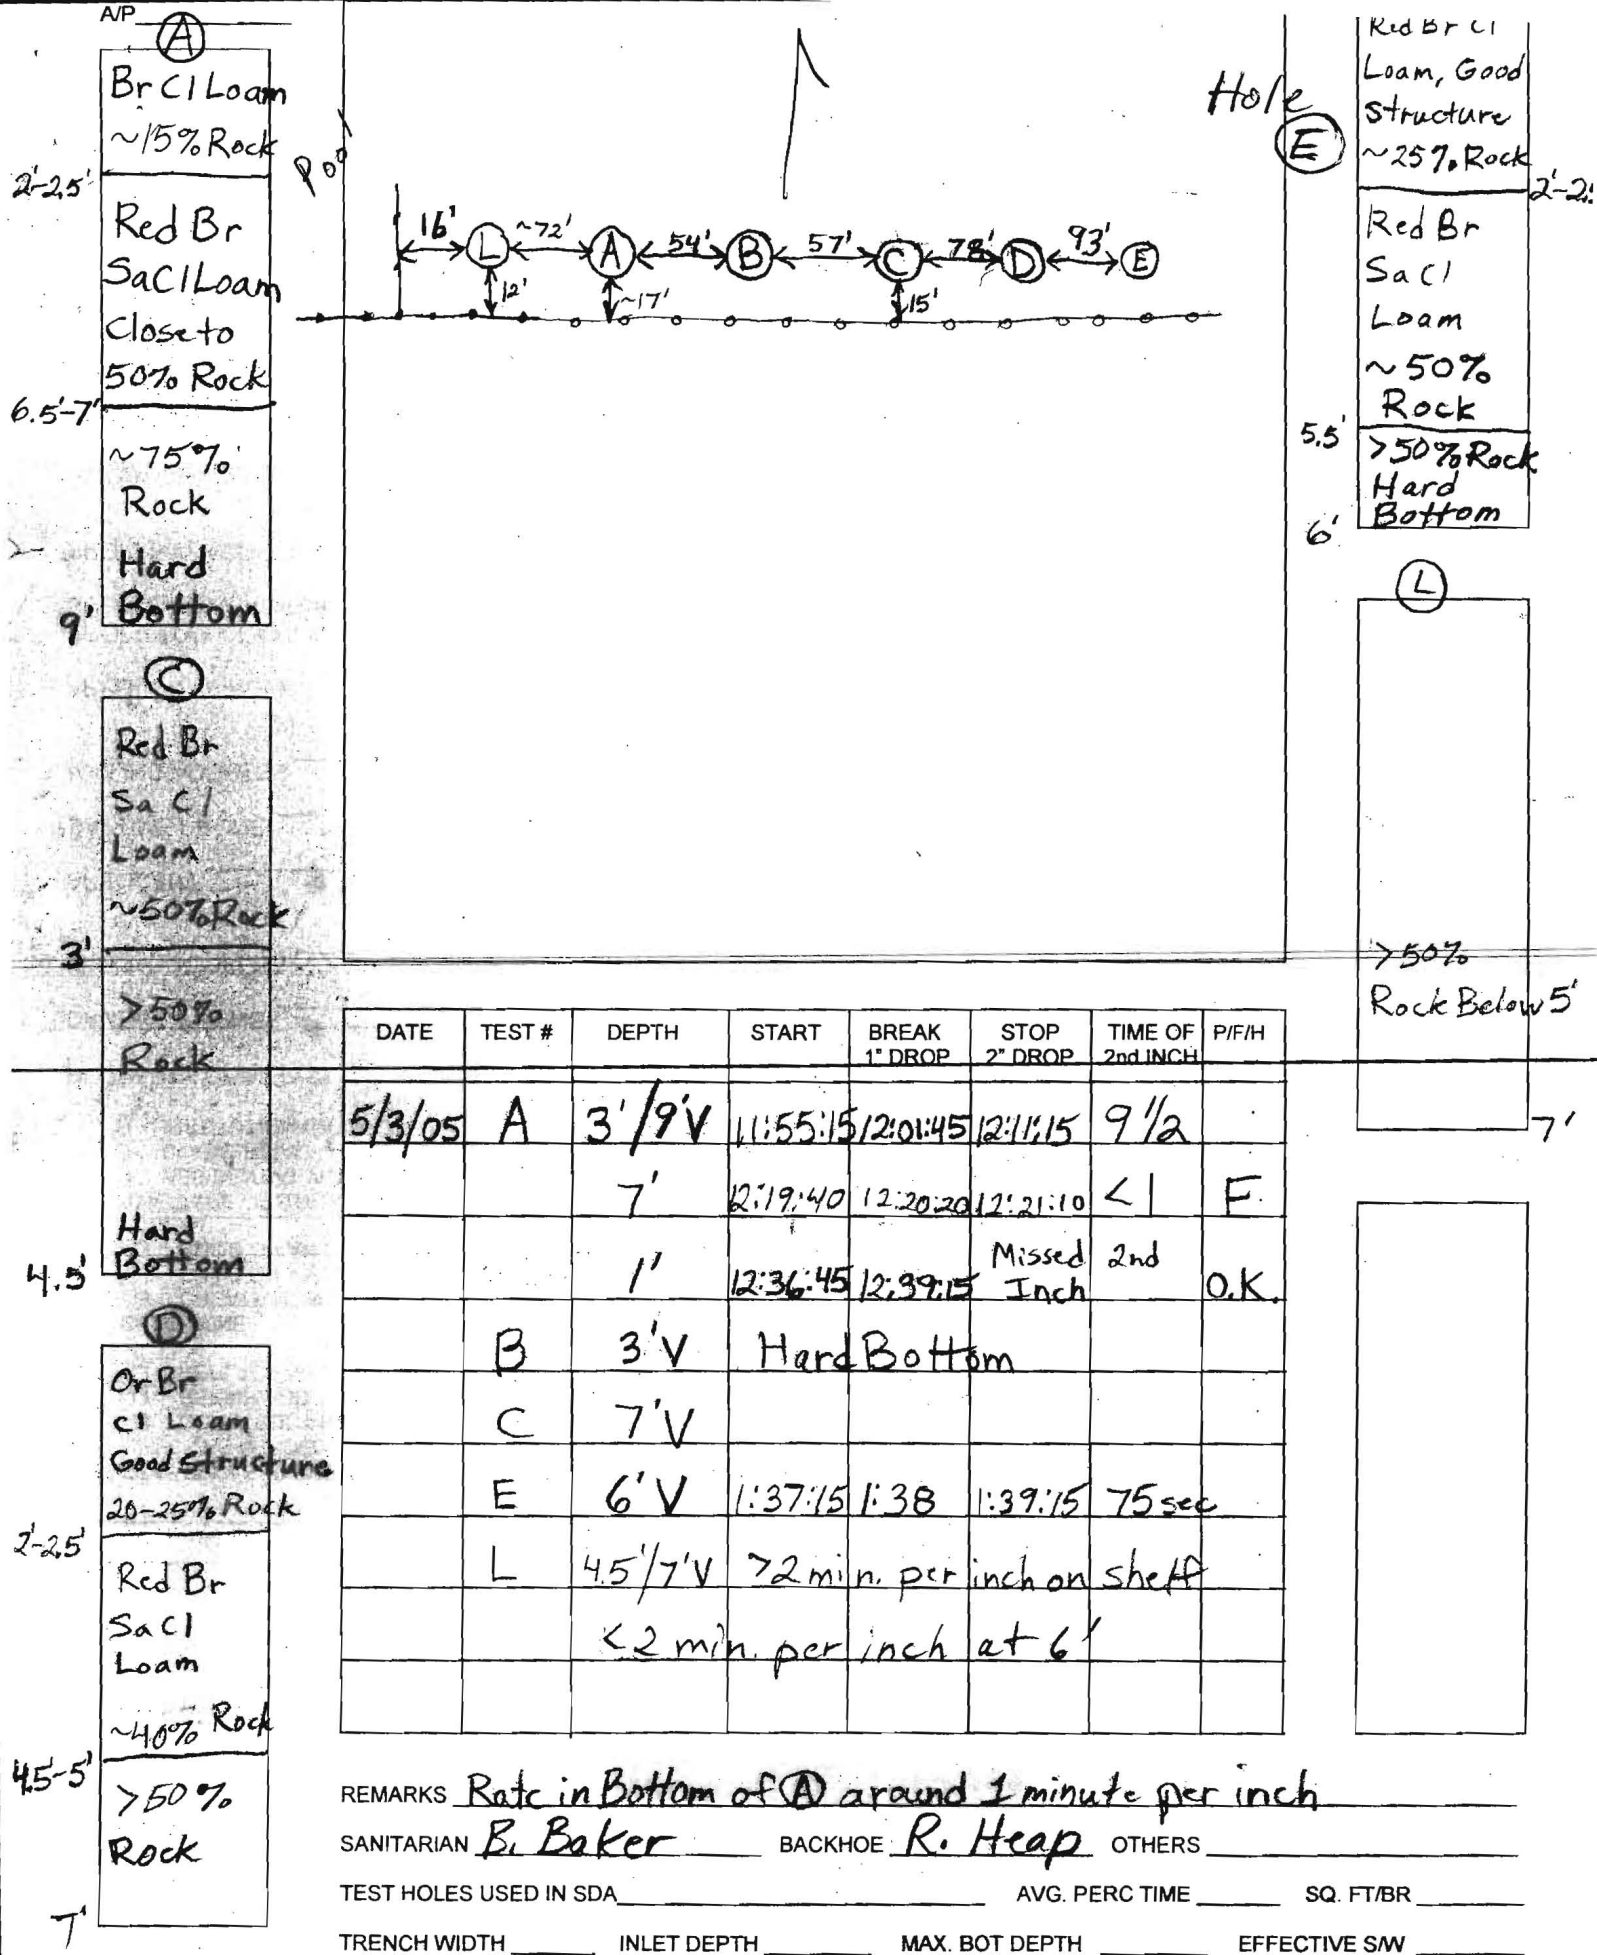 A/P
A
Br Cl Loam
~15% Rock
2'-2.5'
Red Br
SaClLoam
Close to
50% Rock
6.5'-7'
~75%
Rock
Hard
Bottom
9'
C
Red Br
Sa Cl
Loam
~50% Rock
3'
>50%
Rock
Hard
Bottom
4.5'
D
Or Br
cl Loam
Good Structure
20-25% Rock
2'-2.5'
Red Br
SaCl
Loam
~40% Rock
4.5'-5'
>50%
Rock
7'
Pool
16' L ~72' A 54' B 57' C 78' D 93' E
12' ~17' 15'
Hole
E
Red Br Cl
Loam, Good
Structure
~25% Rock
Red Br
Sa Cl
Loam
~50%
Rock
5.5'
>50% Rock
Hard
Bottom
6'
L
>50%
Rock Below 5'
7'
DATE TEST # DEPTH START BREAK 1" DROP STOP 2" DROP TIME OF 2nd INCH P/F/H
5/3/05 A 3'/9'V 11:55:15 12:01:45 12:11:15 9 1/2
7' 12:19:40 12:20:20 12:21:10 <1 F
1' 12:36:45 12:39:15 Missed 2nd Inch O.K.
B 3'V Hard Bottom
C 7'V
E 6'V 1:37:15 1:38 1:39:15 75 sec
L 4.5'/7'V >2 min. per inch on shelf
<2 min. per inch at 6'
REMARKS Rate in Bottom of A around 1 minute per inch
SANITARIAN B. Baker BACKHOE R. Heap OTHERS
TEST HOLES USED IN SDA AVG. PERC TIME SQ. FT/BR
TRENCH WIDTH INLET DEPTH MAX. BOT DEPTH EFFECTIVE S/W